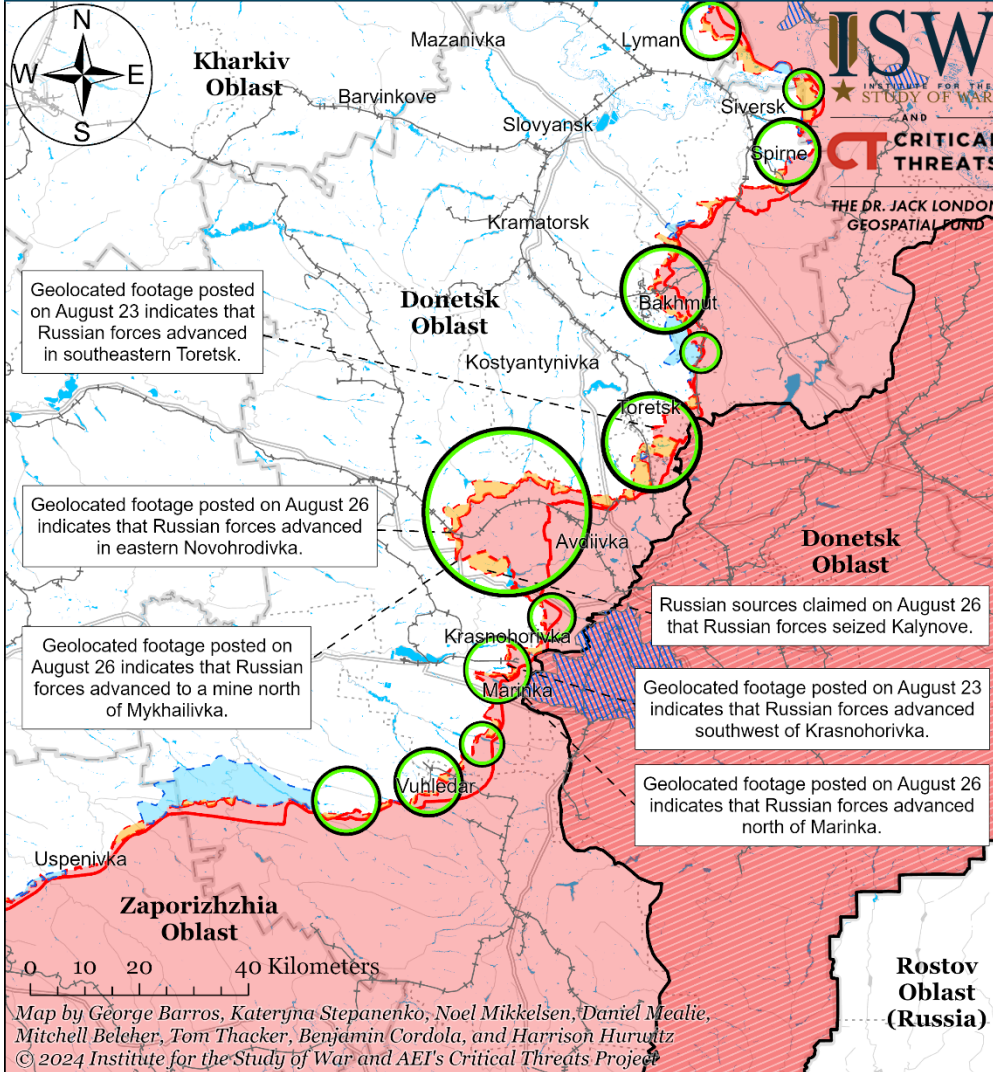 N
W
E
S
Mazanivka
Lyman
ISW
INSTITUTE FOR THE
STUDY OF WAR
AND
CT CRITICAL
THREATS
THE DR. JACK LONDON
GEOSPATIAL FUND
Kharkiv
Oblast
Barvinkove
Slovyansk
Siversk
Spirne
Kramatorsk
Geolocated footage posted
on August 23 indicates that
Russian forces advanced
in southeastern Toretsk.
Donetsk
Oblast
Bakhmut
Kostyantynivka
Toretsk
Geolocated footage posted on August 26
indicates that Russian forces advanced
in eastern Novohrodivka.
Avdiivka
Donetsk
Oblast
Russian sources claimed on August 26
that Russian forces seized Kalynove.
Geolocated footage posted on
August 26 indicates that Russian
forces advanced to a mine north
of Mykhailivka.
Krasnohorivka
Marinka
Geolocated footage posted on August 23
indicates that Russian forces advanced
southwest of Krasnohorivka.
Vuhledar
Geolocated footage posted on August 26
indicates that Russian forces advanced
north of Marinka.
Uspenivka
Zaporizhzhia
Oblast
0 10 20 40 Kilometers
Rostov
Oblast
(Russia)
Map by George Barros, Kateryna Stepanenko, Noel Mikkelsen, Daniel Mealie,
Mitchell Belcher, Tom Thacker, Benjamin Cordola, and Harrison Hurwitz
© 2024 Institute for the Study of War and AEI's Critical Threats Project